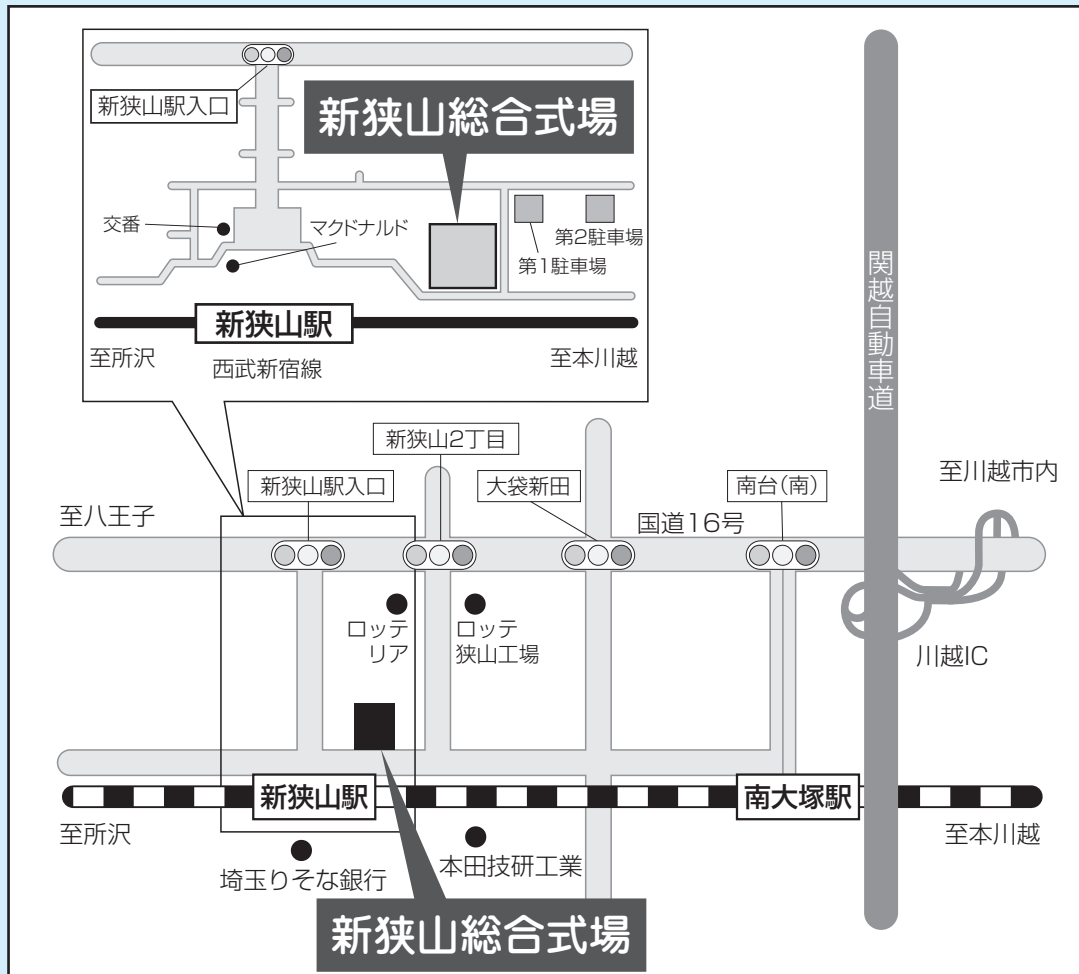 新狭山駅入口
新狭山総合式場
交番
マクドナルド
第2駐車場
第1駐車場
新狭山駅
至所沢
西武新宿線
至本川越
関越自動車道
新狭山2丁目
新狭山駅入口
大袋新田
南台(南)
至川越市内
至八王子
国道16号
ロッテ
リア
ロッテ
狭山工場
川越IC
新狭山駅
南大塚駅
至所沢
至本川越
埼玉りそな銀行
本田技研工業
新狭山総合式場